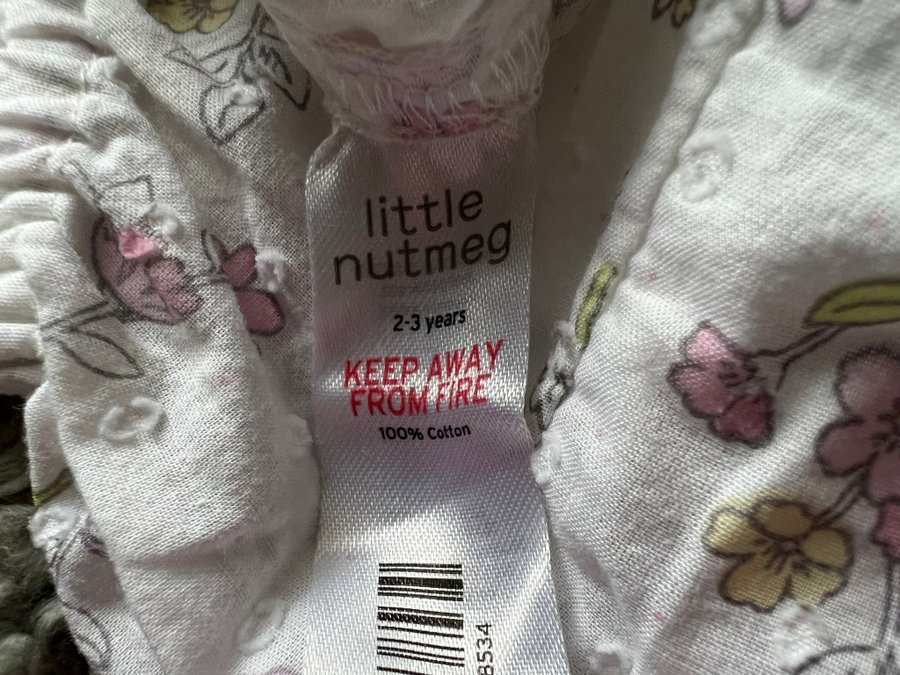 little
nutmeg
2-3 years
KEEP AWAY
FROM FIRE
100% Cotton
8534